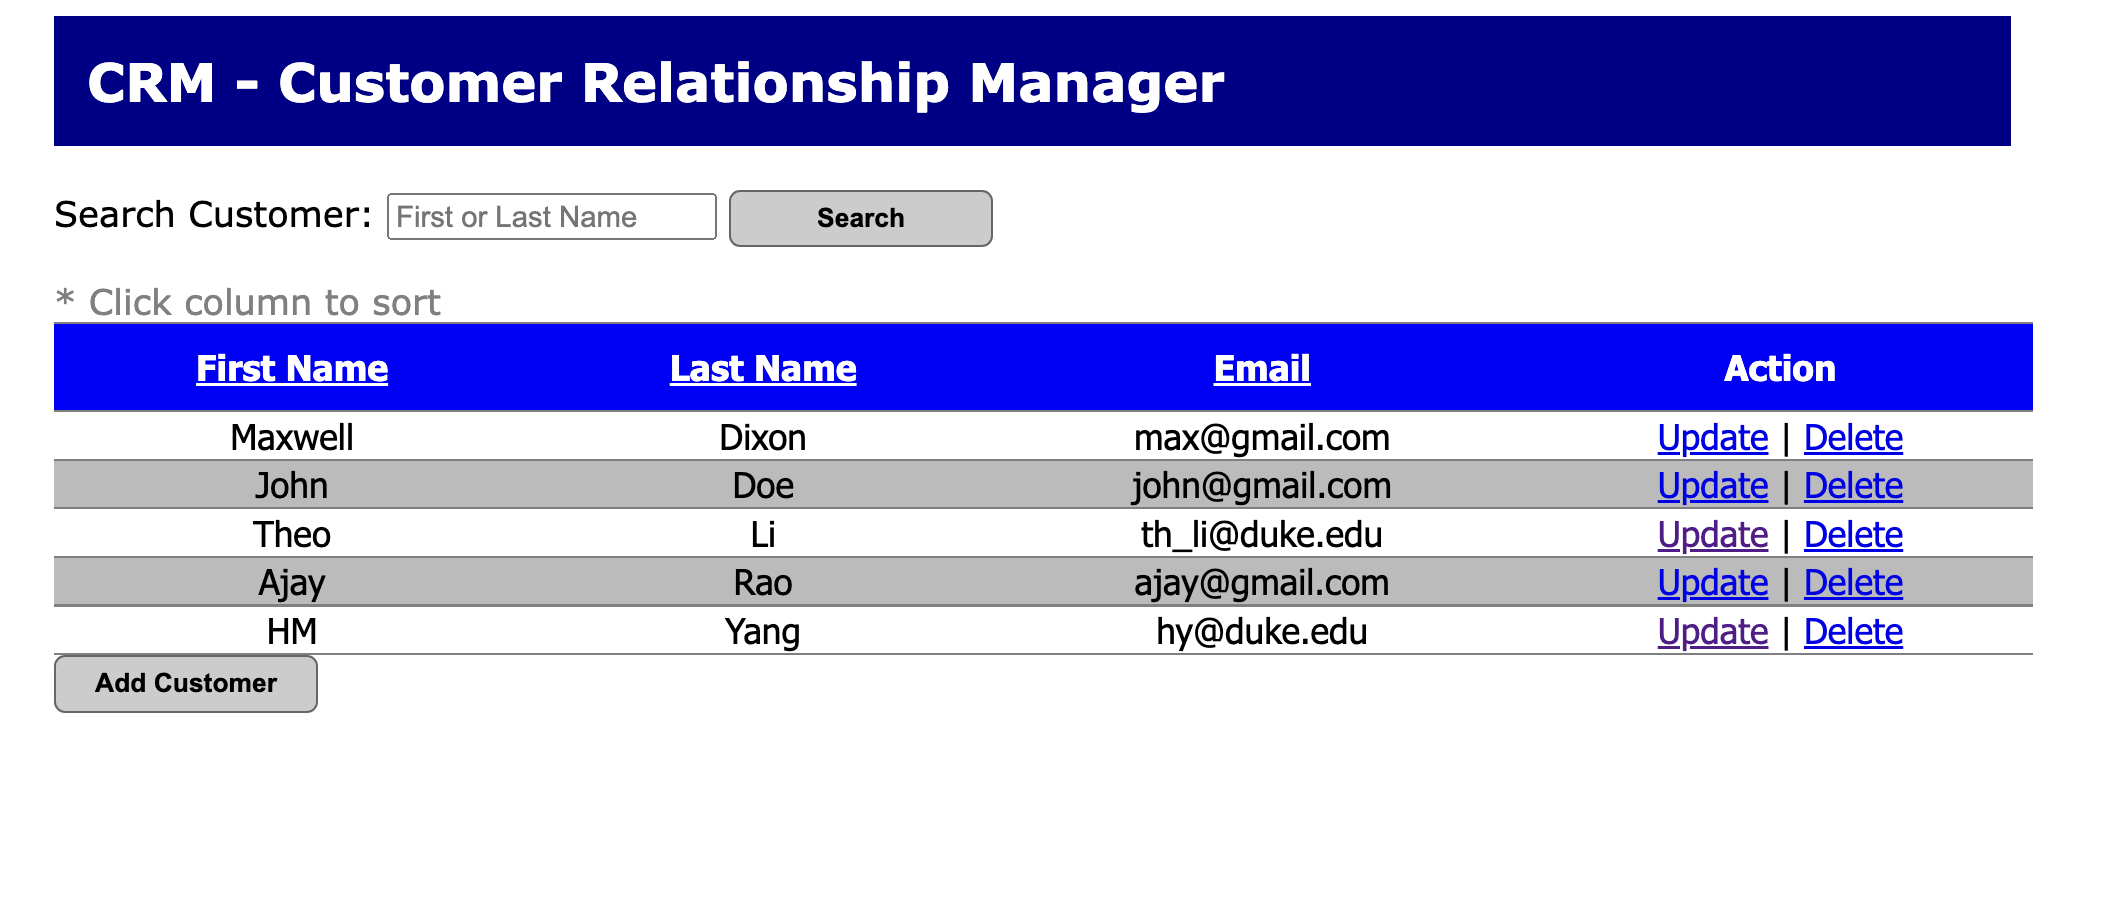 CRM - Customer Relationship Manager
Search Customer: First or Last Name Search
* Click column to sort
First Name Last Name Email Action
Maxwell Dixon max@gmail.com Update | Delete
John Doe john@gmail.com Update | Delete
Theo Li th_li@duke.edu Update | Delete
Ajay Rao ajay@gmail.com Update | Delete
HM Yang hy@duke.edu Update | Delete
Add Customer